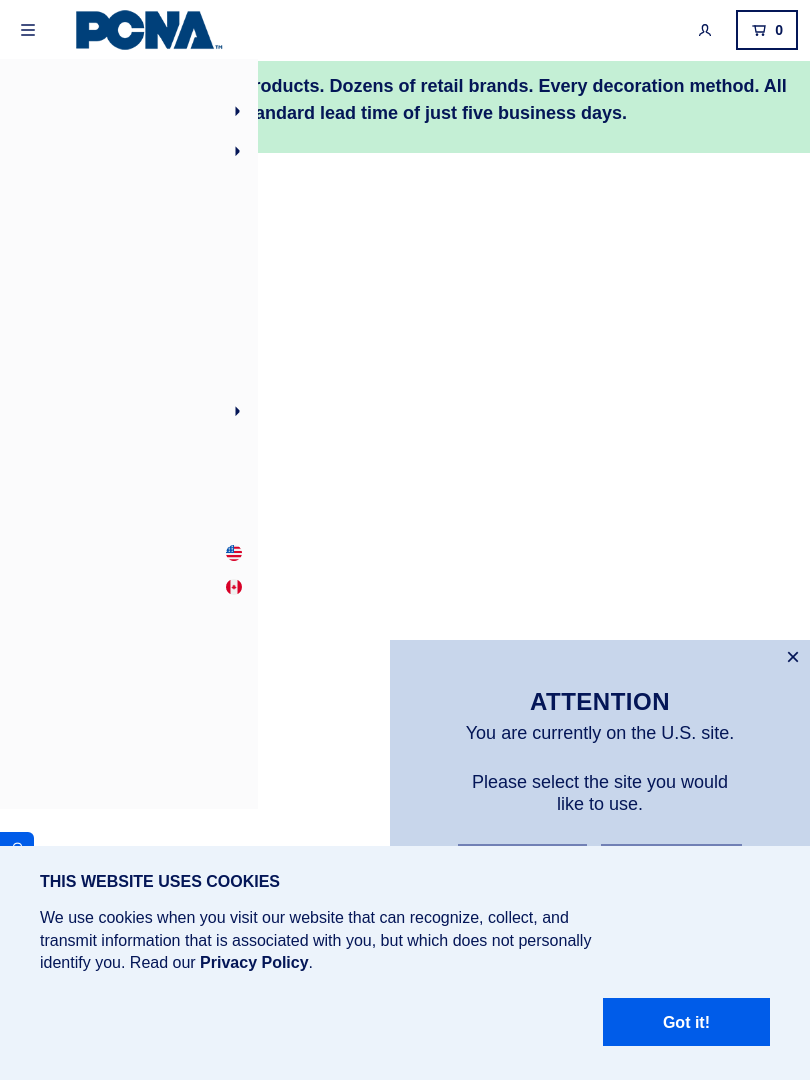 PCNA™
0
roducts. Dozens of retail brands. Every decoration method. All
andard lead time of just five business days.
ATTENTION
You are currently on the U.S. site.
Please select the site you would
like to use.
THIS WEBSITE USES COOKIES
We use cookies when you visit our website that can recognize, collect, and
transmit information that is associated with you, but which does not personally
identify you. Read our Privacy Policy.
Got it!